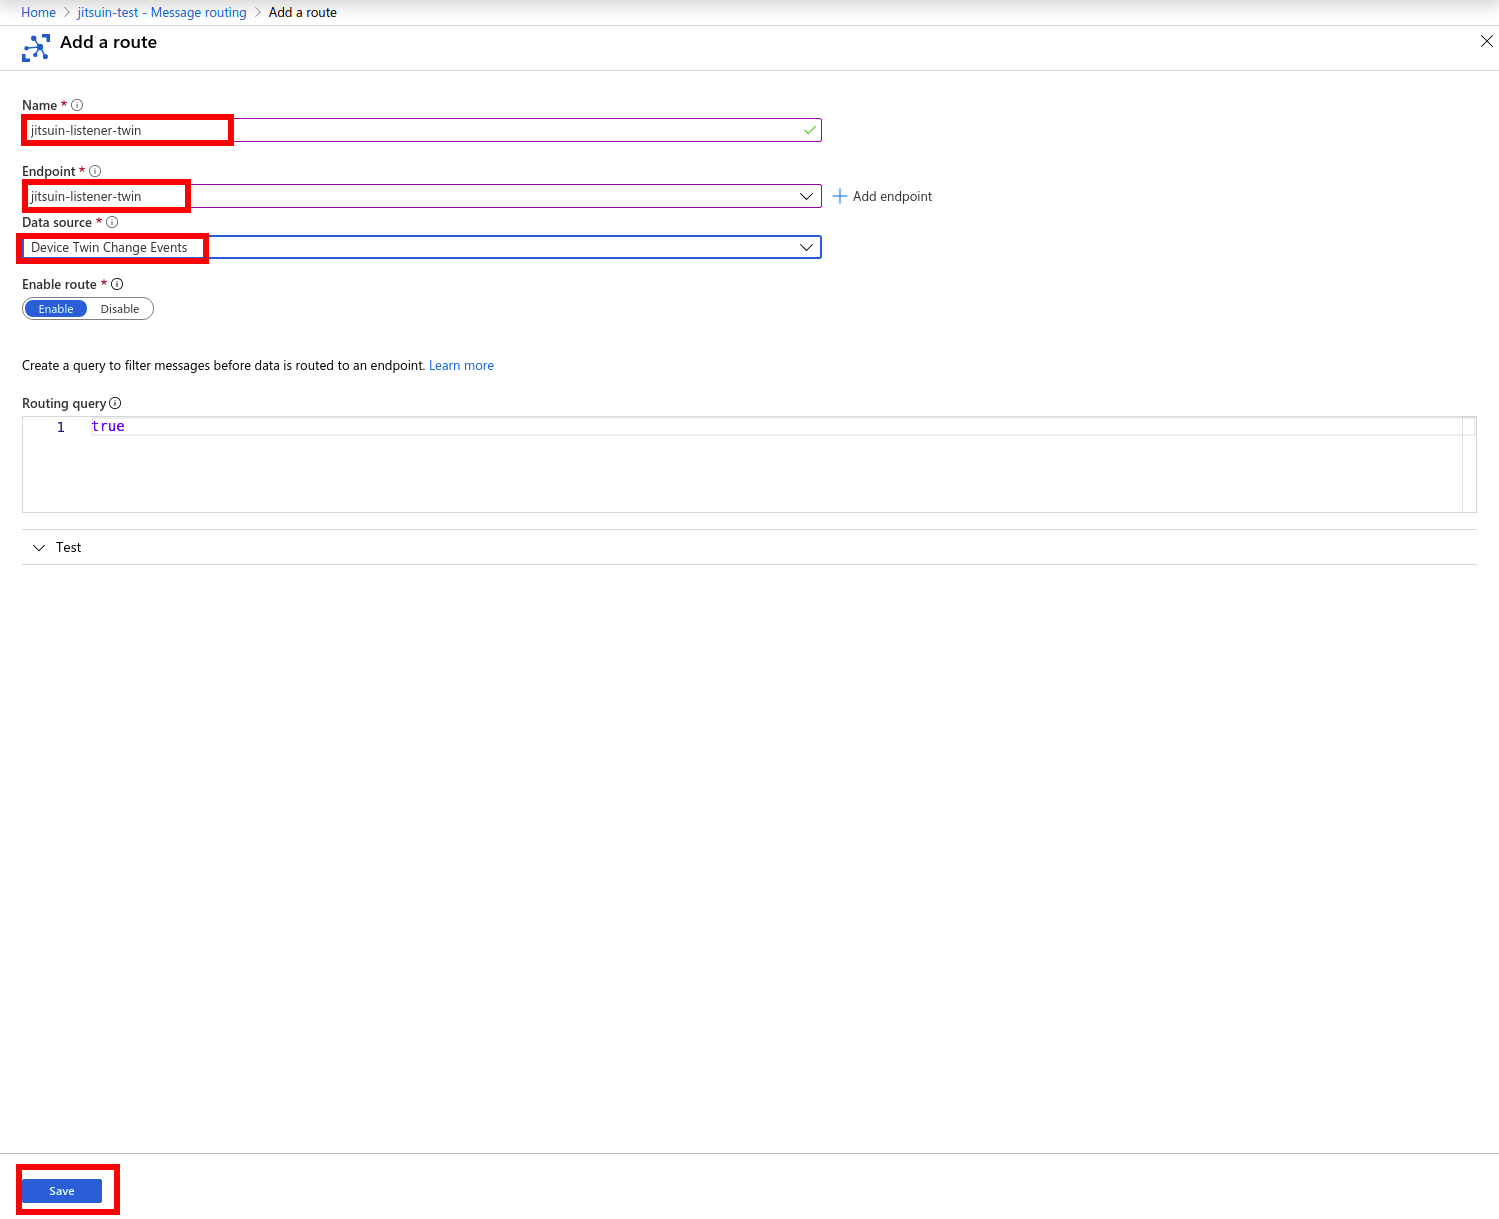 Home > jitsuin-test - Message routing > Add a route
Add a route
Name *
jitsuin-listener-twin
Endpoint *
jitsuin-listener-twin
Add endpoint
Data source *
Device Twin Change Events
Enable route *
Enable Disable
Create a query to filter messages before data is routed to an endpoint. Learn more
Routing query
1 true
Test
Save